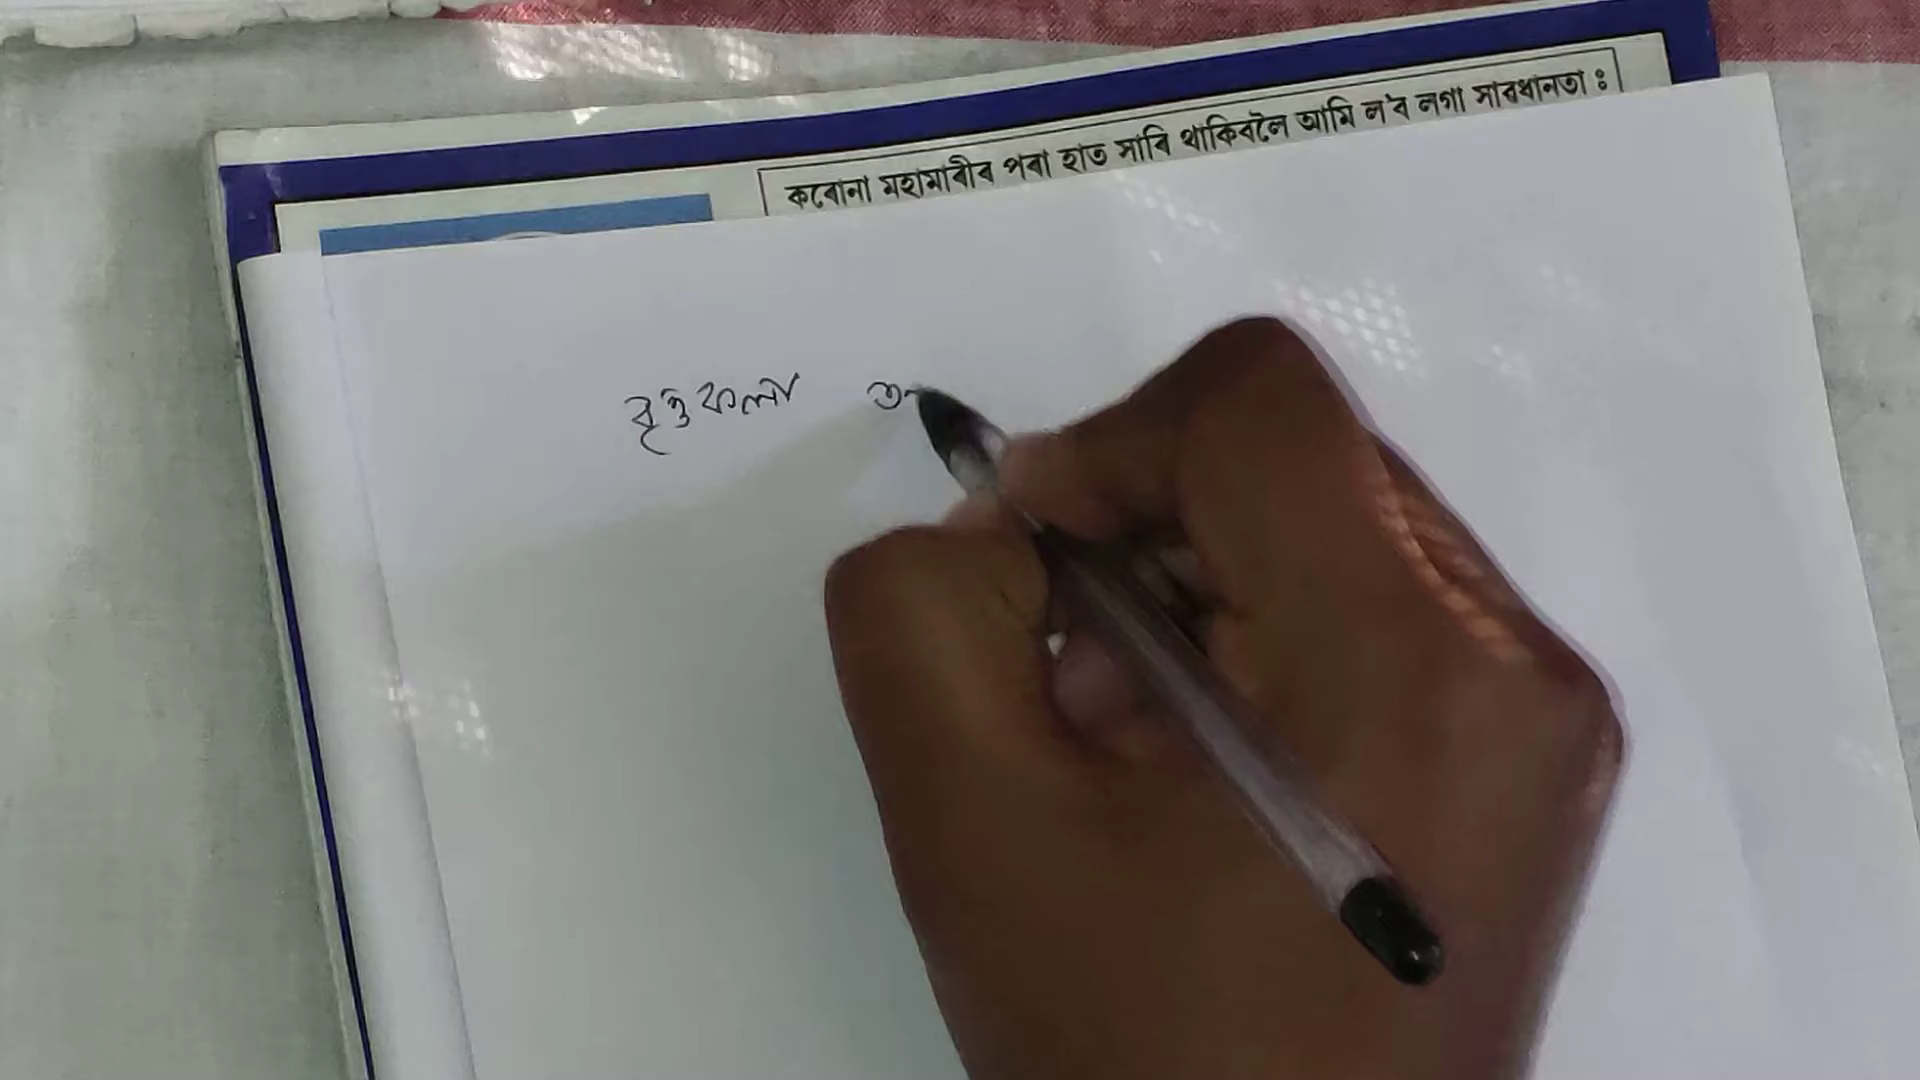 কৰোনা মহামাৰীৰ পৰা হাত সাৰি থাকিবলৈ আমি ল'ব লগা সাৱধানতা ঃ
বৃত্তকলা